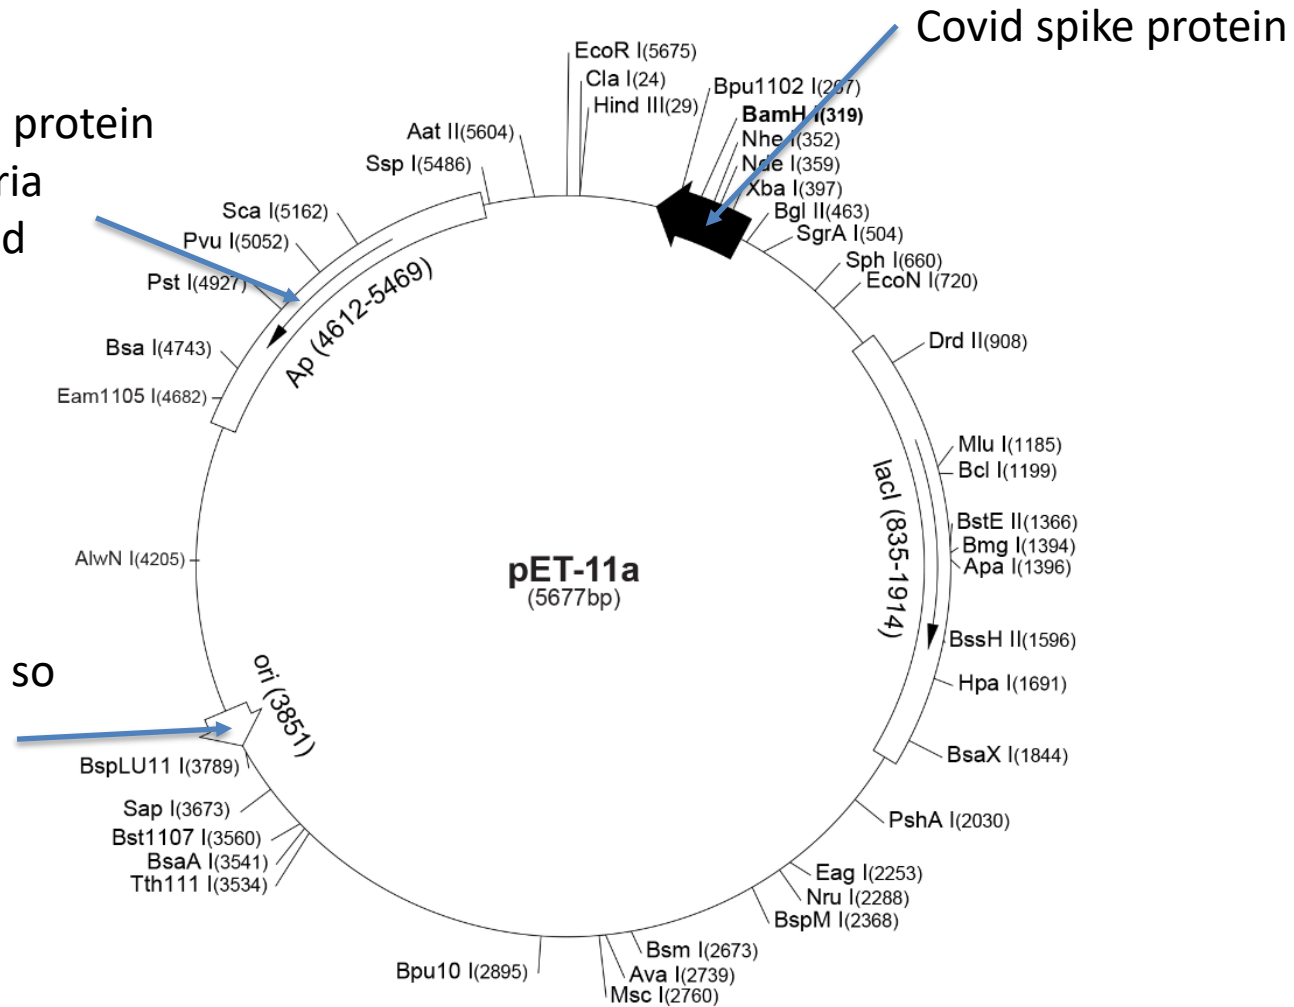 Covid spike protein
protein
ria
d
so
EcoR I(5675)
Cla I(24)
Hind III(29)
Aat II(5604)
Ssp I(5486)
Sca I(5162)
Pvu I(5052)
Pst I(4927)
Bsa I(4743)
Eam1105 I(4682)
AlwN I(4205)
BspLU11 I(3789)
Sap I(3673)
Bst1107 I(3560)
BsaA I(3541)
Tth111 I(3534)
Bpu10 I(2895)
Bpu1102 I(267)
BamH I(319)
Nhe I(352)
Nde I(359)
Xba I(397)
Bgl II(463)
SgrA I(504)
Sph I(660)
EcoN I(720)
Drd II(908)
Mlu I(1185)
Bcl I(1199)
BstE II(1366)
Bmg I(1394)
Apa I(1396)
BssH II(1596)
Hpa I(1691)
BsaX I(1844)
PshA I(2030)
Eag I(2253)
Nru I(2288)
BspM I(2368)
Bsm I(2673)
Ava I(2739)
Msc I(2760)
Ap (4612-5469)
lacI (835-1914)
ori (3851)
pET-11a
(5677bp)